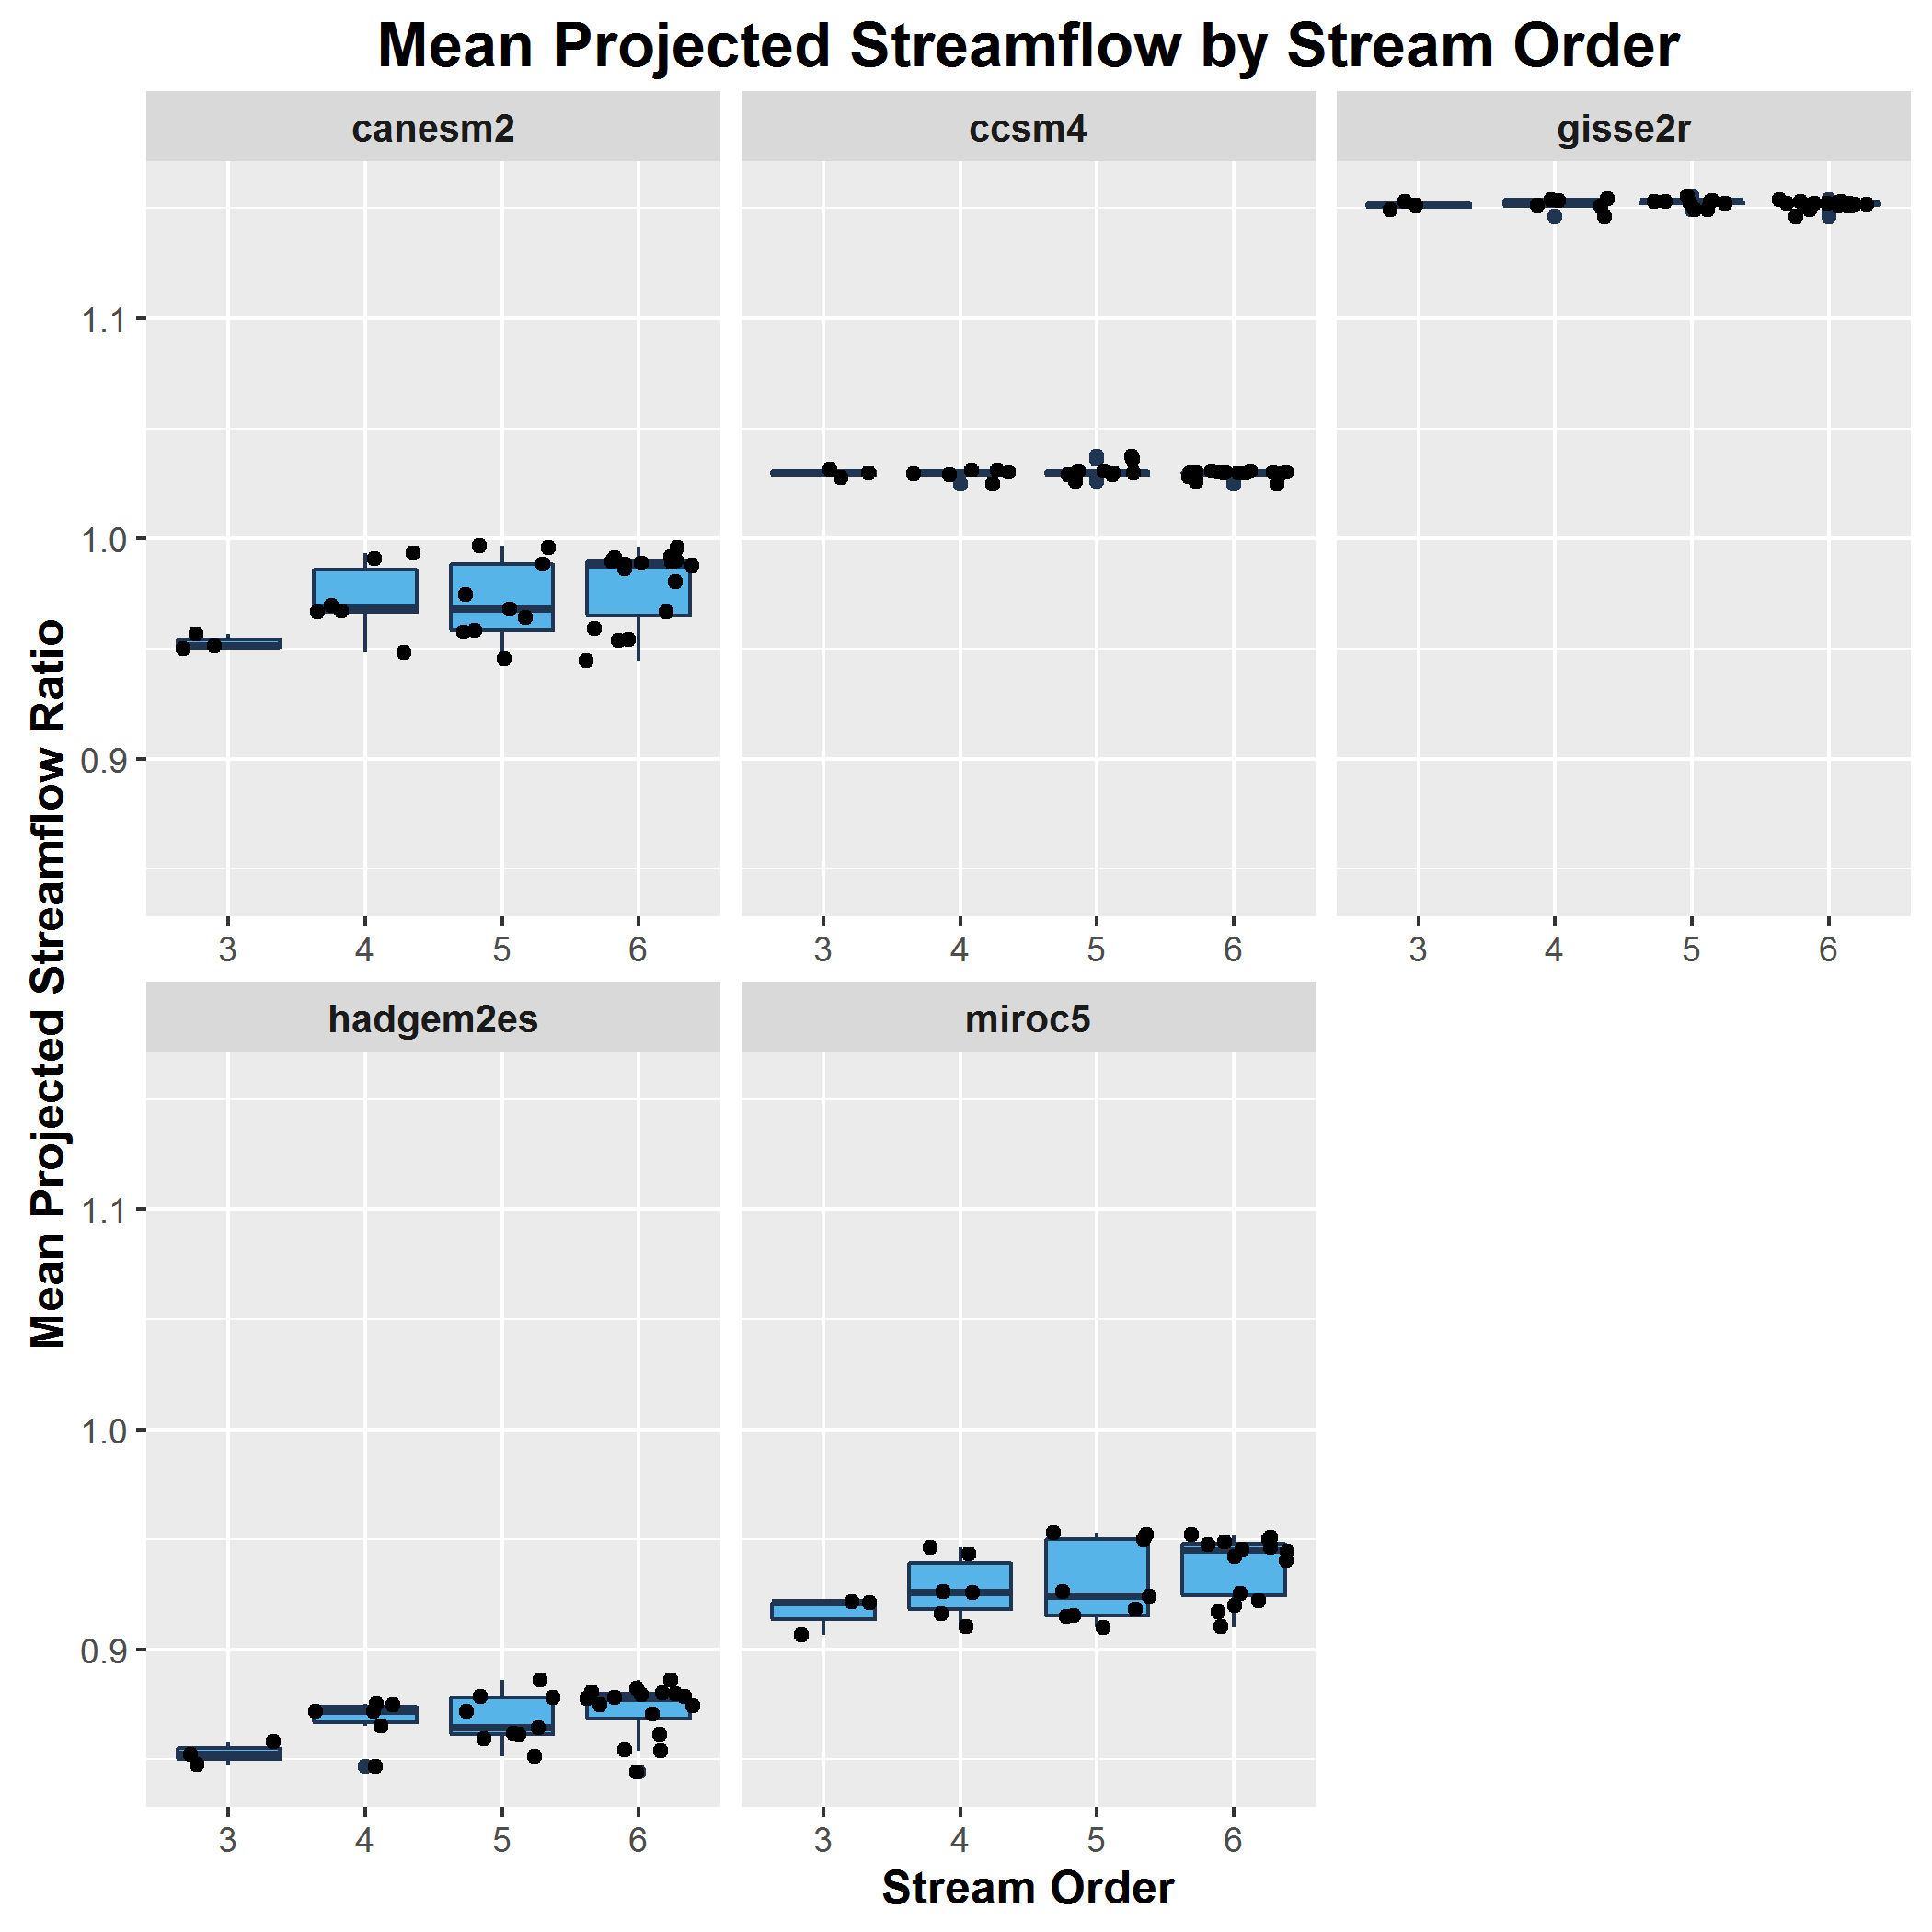 Mean Projected Streamflow by Stream Order
canesm2
ccsm4
gisse2r
1.1
1.0
0.9
3 4 5 6
3 4 5 6
3 4 5 6
Mean Projected Streamflow Ratio
hadgem2es
miroc5
1.1
1.0
0.9
3 4 5 6
3 4 5 6
Stream Order